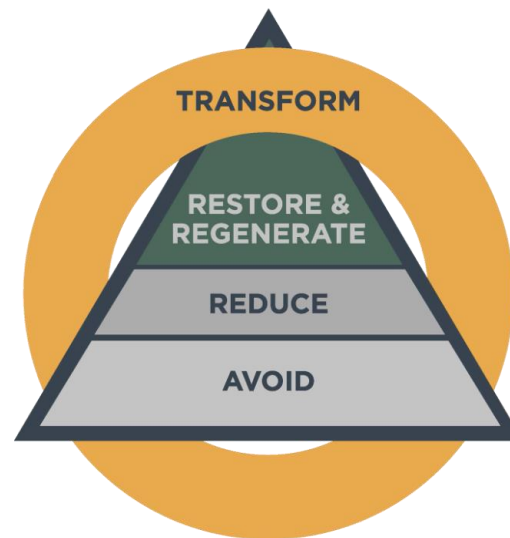 TRANSFORM
RESTORE &
REGENERATE
REDUCE
AVOID